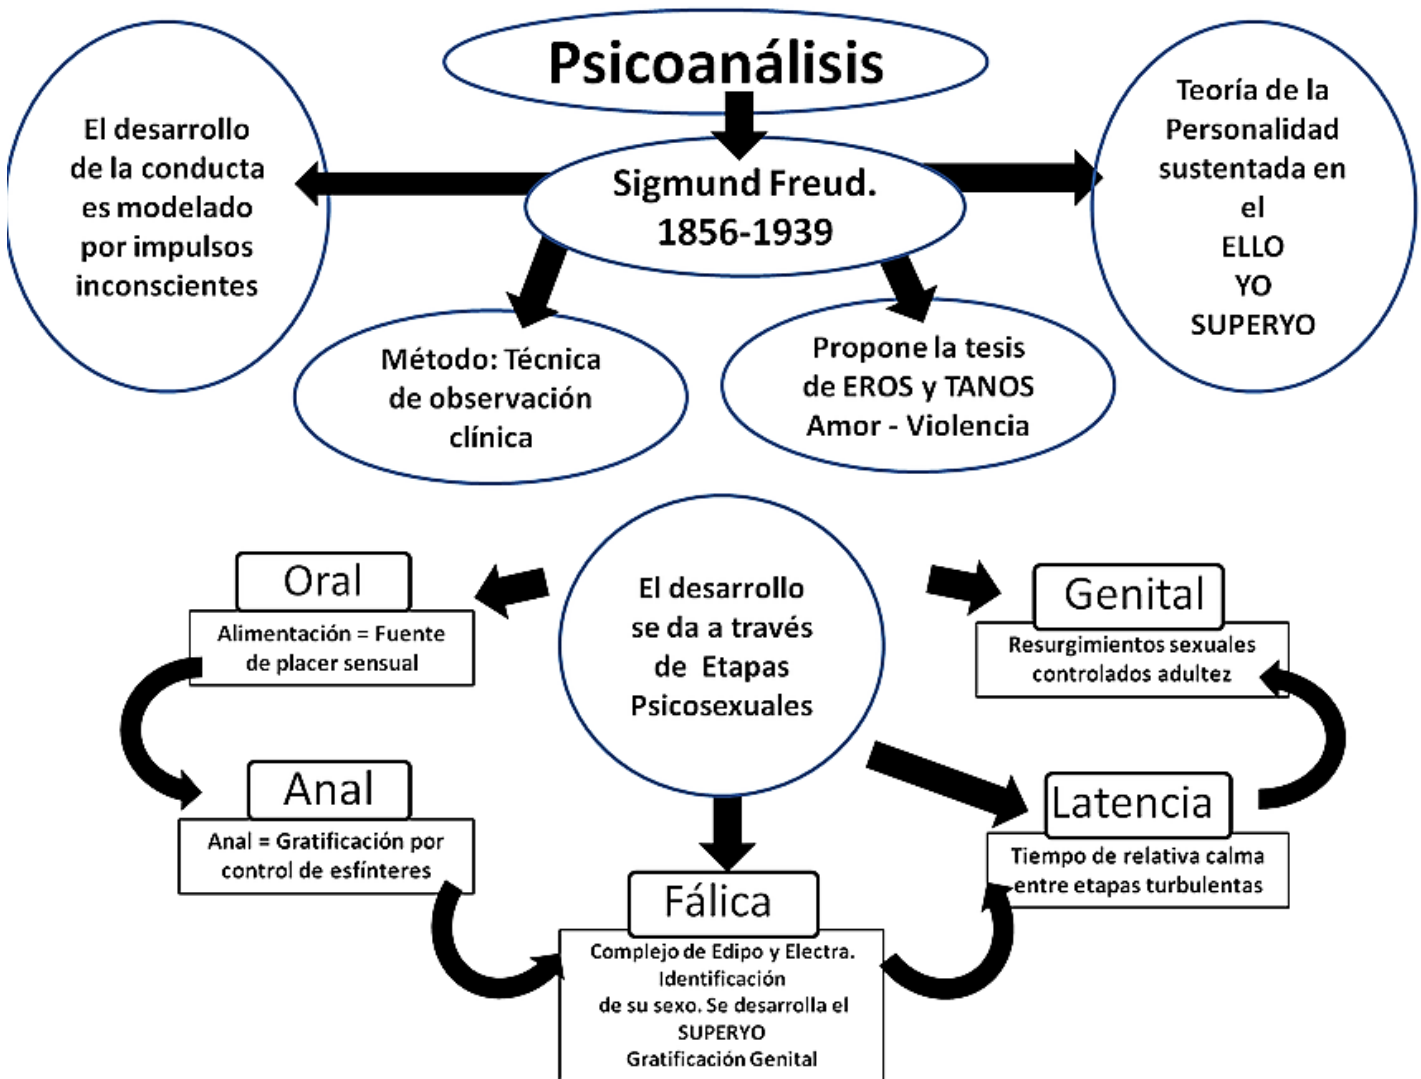 Psicoanálisis
El desarrollo
de la conducta
es modelado
por impulsos
inconscientes
Sigmund Freud.
1856-1939
Teoría de la
Personalidad
sustentada en
el
ELLO
YO
SUPERYO
Método: Técnica
de observación
clínica
Propone la tesis
de EROS y TANOS
Amor - Violencia
El desarrollo
se da a través
de Etapas
Psicosexuales
Oral
Alimentación = Fuente
de placer sensual
Anal
Anal = Gratificación por
control de esfínteres
Fálica
Complejo de Edipo y Electra.
Identificación
de su sexo. Se desarrolla el
SUPERYO
Gratificación Genital
Latencia
Tiempo de relativa calma
entre etapas turbulentas
Genital
Resurgimientos sexuales
controlados adultez